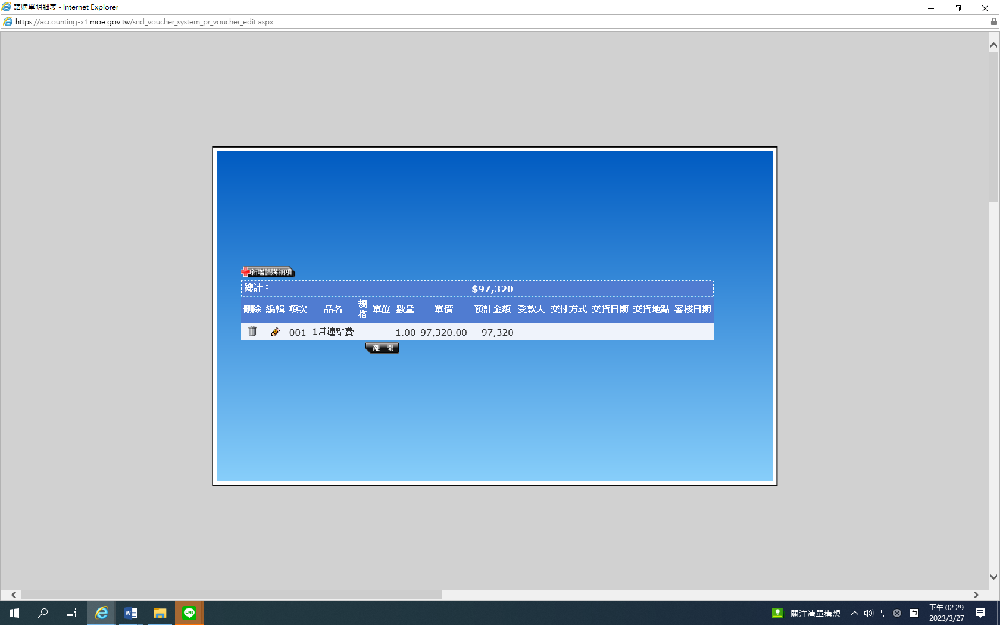 請購單明細表 - Internet Explorer
https://accounting-x1.moe.gov.tw/snd_voucher_system_pr_voucher_edit.aspx
新增請購細項
總計： $97,320
刪除 編輯 項次 品名 規格 單位 數量 單價 預計金額 受款人 交付方式 交貨日期 交貨地點 審核日期
001 1月鐘點費 1.00 97,320.00 97,320
離 開
關注清單構想
下午 02:29
2023/3/27